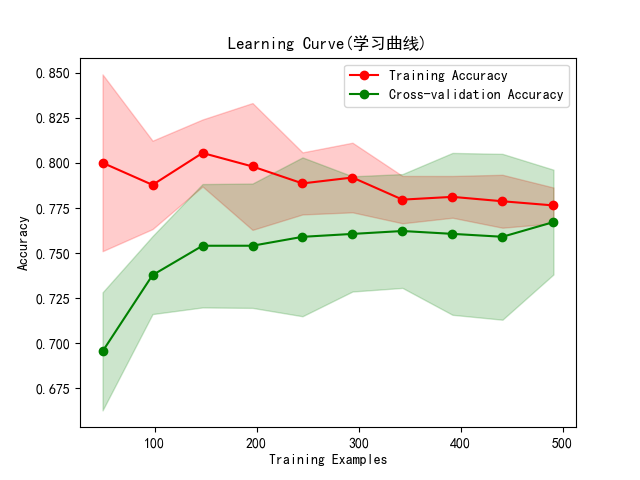 Learning Curve(学习曲线)
Training Accuracy
Cross-validation Accuracy
0.850
0.825
0.800
0.775
0.750
0.725
0.700
0.675
Accuracy
100
200
300
400
500
Training Examples